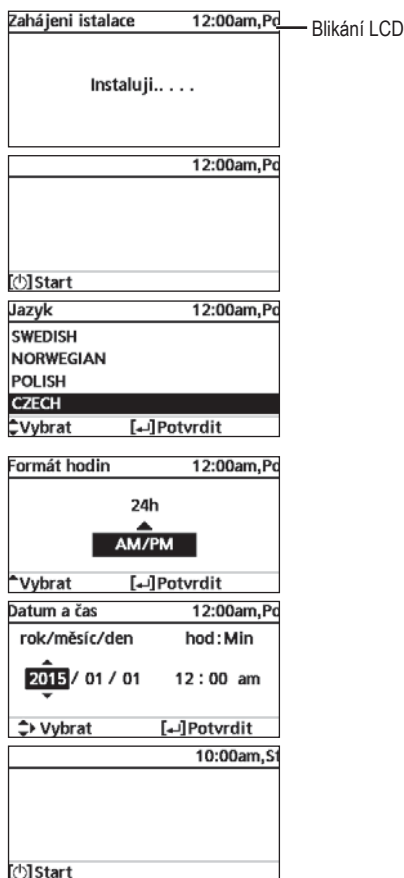 Zahájeni istalace 12:00am,Po
Blikání LCD
Instaluji.. . . .
12:00am,Po
[⏻]Start
Jazyk 12:00am,Po
SWEDISH
NORWEGIAN
POLISH
CZECH
Vybrat [↵]Potvrdit
Formát hodin 12:00am,Po
24h
AM/PM
Vybrat [↵]Potvrdit
Datum a čas 12:00am,Po
rok/měsíc/den hod:Min
2015 / 01 / 01 12 : 00 am
Vybrat [↵]Potvrdit
10:00am,St
[⏻]Start